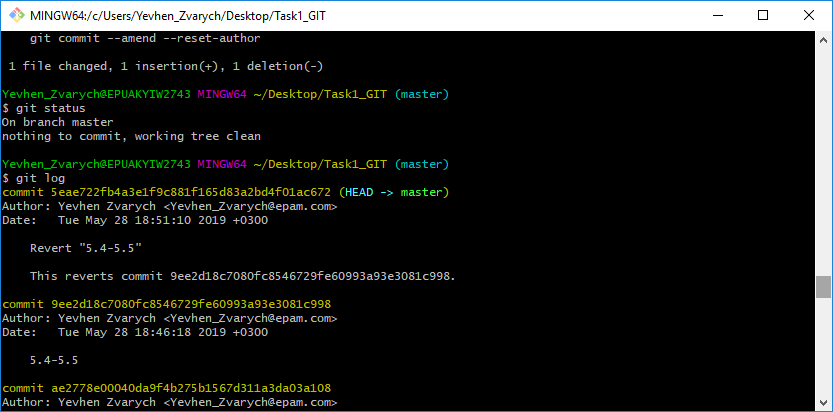 MINGW64:/c/Users/Yevhen_Zvarych/Desktop/Task1_GIT
git commit --amend --reset-author
1 file changed, 1 insertion(+), 1 deletion(-)
Yevhen_Zvarych@EPUAKYIW2743 MINGW64 ~/Desktop/Task1_GIT (master)
$ git status
On branch master
nothing to commit, working tree clean
Yevhen_Zvarych@EPUAKYIW2743 MINGW64 ~/Desktop/Task1_GIT (master)
$ git log
commit 5eae722fb4a3e1f9c881f165d83a2bd4f01ac672 (HEAD -> master)
Author: Yevhen Zvarych <Yevhen_Zvarych@epam.com>
Date:   Tue May 28 18:51:10 2019 +0300
Revert "5.4-5.5"
This reverts commit 9ee2d18c7080fc8546729fe60993a93e3081c998.
commit 9ee2d18c7080fc8546729fe60993a93e3081c998
Author: Yevhen Zvarych <Yevhen_Zvarych@epam.com>
Date:   Tue May 28 18:46:18 2019 +0300
5.4-5.5
commit ae2778e00040da9f4b275b1567d311a3da03a108
Author: Yevhen Zvarych <Yevhen_Zvarych@epam.com>